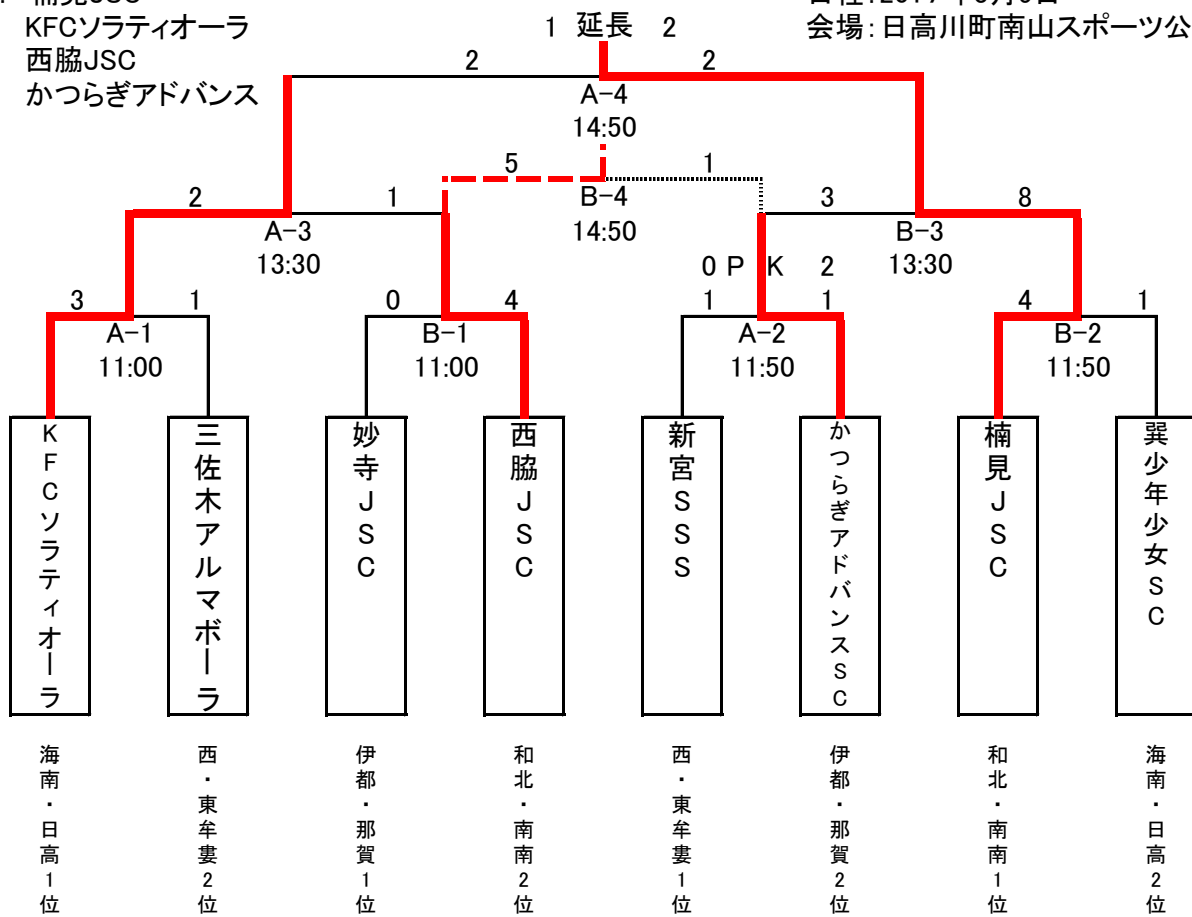 KFCソラティオーラ
西脇JSC
かつらぎアドバンス
会場：日高川町南山スポーツ公
1 延長 2
2 2
A-4
14:50
5 1
B-4
14:50
2 1
A-3
13:30
3 8
B-3
13:30
0 P K 2
3 1
A-1
11:00
0 4
B-1
11:00
1 1
A-2
11:50
4 1
B-2
11:50
KFCソラティオーラ
三佐木アルマボーラ
妙寺JSC
西脇JSC
新宮SSS
かつらぎアドバンスSC
楠見JSC
巽少年少女SC
海南・日高1位
西・東牟婁2位
伊都・那賀1位
和北・南南2位
西・東牟婁1位
伊都・那賀2位
和北・南南1位
海南・日高2位